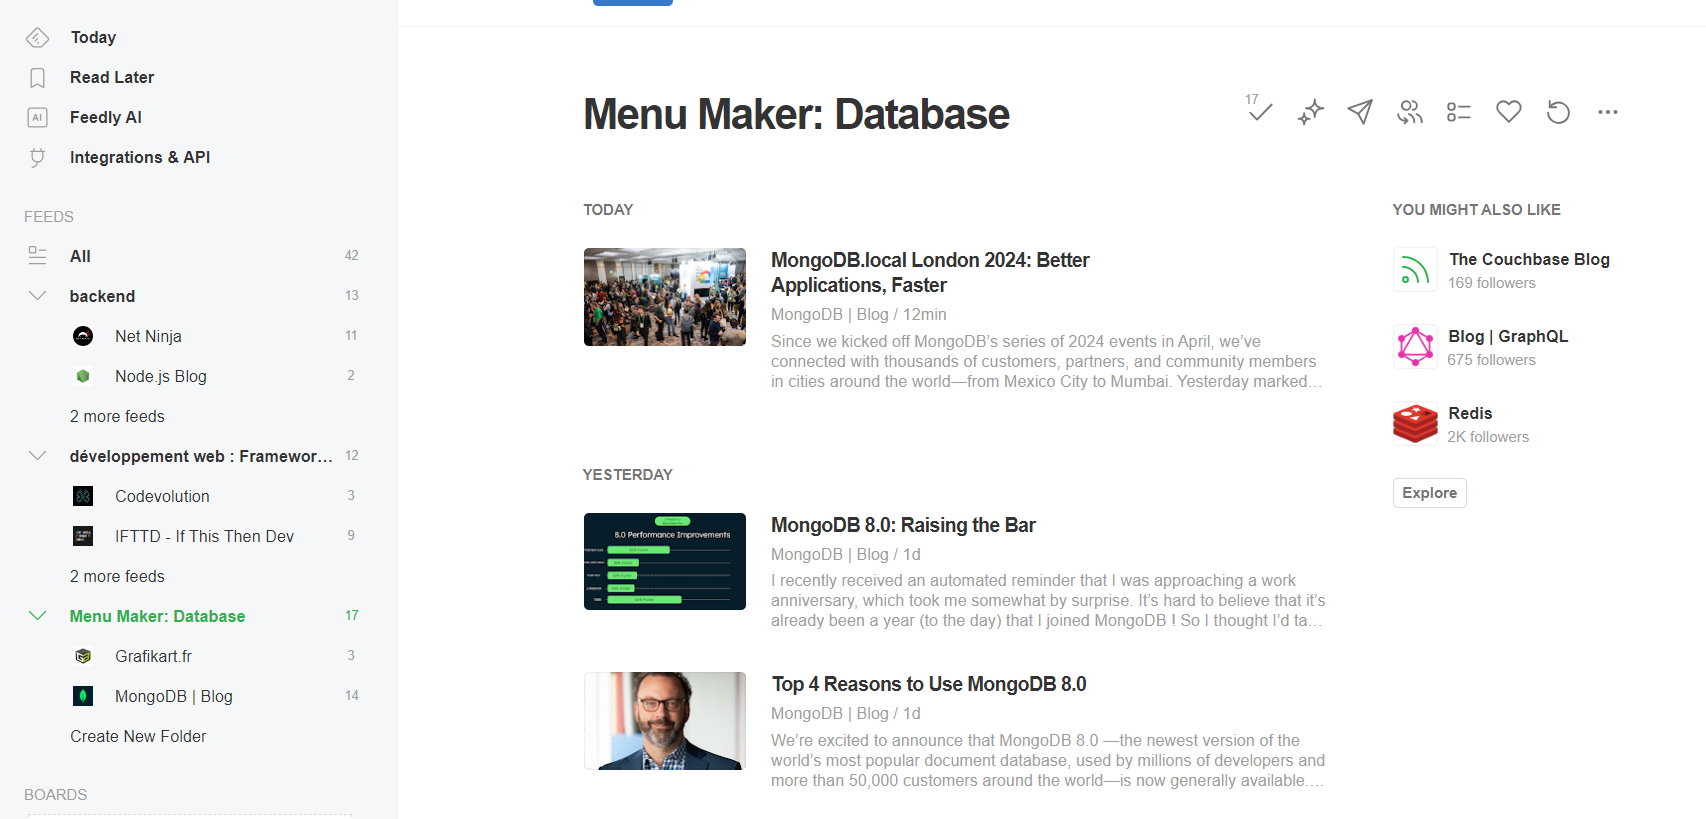 Today
Read Later
AI
Feedly AI
Integrations & API
FEEDS
All 42
backend 13
Net Ninja 11
Node.js Blog 2
2 more feeds
développement web : Framewor... 12
Codevolution 3
IFTTD - If This Then Dev 9
2 more feeds
Menu Maker: Database 17
Grafikart.fr 3
MongoDB | Blog 14
Create New Folder
BOARDS
Menu Maker: Database
17
TODAY
MongoDB.local London 2024: Better
Applications, Faster
MongoDB | Blog / 12min
Since we kicked off MongoDB’s series of 2024 events in April, we’ve
connected with thousands of customers, partners, and community members
in cities around the world—from Mexico City to Mumbai. Yesterday marked…
YESTERDAY
8.0 Performance Improvements
MongoDB 8.0: Raising the Bar
MongoDB | Blog / 1d
I recently received an automated reminder that I was approaching a work
anniversary, which took me somewhat by surprise. It’s hard to believe that it’s
already been a year (to the day) that I joined MongoDB ! So I thought I’d ta…
Top 4 Reasons to Use MongoDB 8.0
MongoDB | Blog / 1d
We’re excited to announce that MongoDB 8.0 —the newest version of the
world’s most popular document database, used by millions of developers and
more than 50,000 customers around the world—is now generally available.…
YOU MIGHT ALSO LIKE
The Couchbase Blog
169 followers
Blog | GraphQL
675 followers
Redis
2K followers
Explore